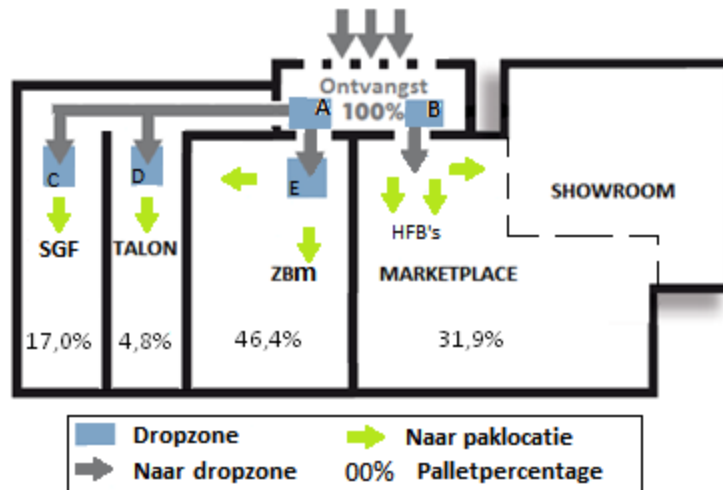 Ontvangst
100%
A
B
C
D
E
SHOWROOM
HFB's
SGF
TALON
ZBm
MARKETPLACE
17,0%
4,8%
46,4%
31,9%
Dropzone
Naar paklocatie
Naar dropzone
00% Palletpercentage